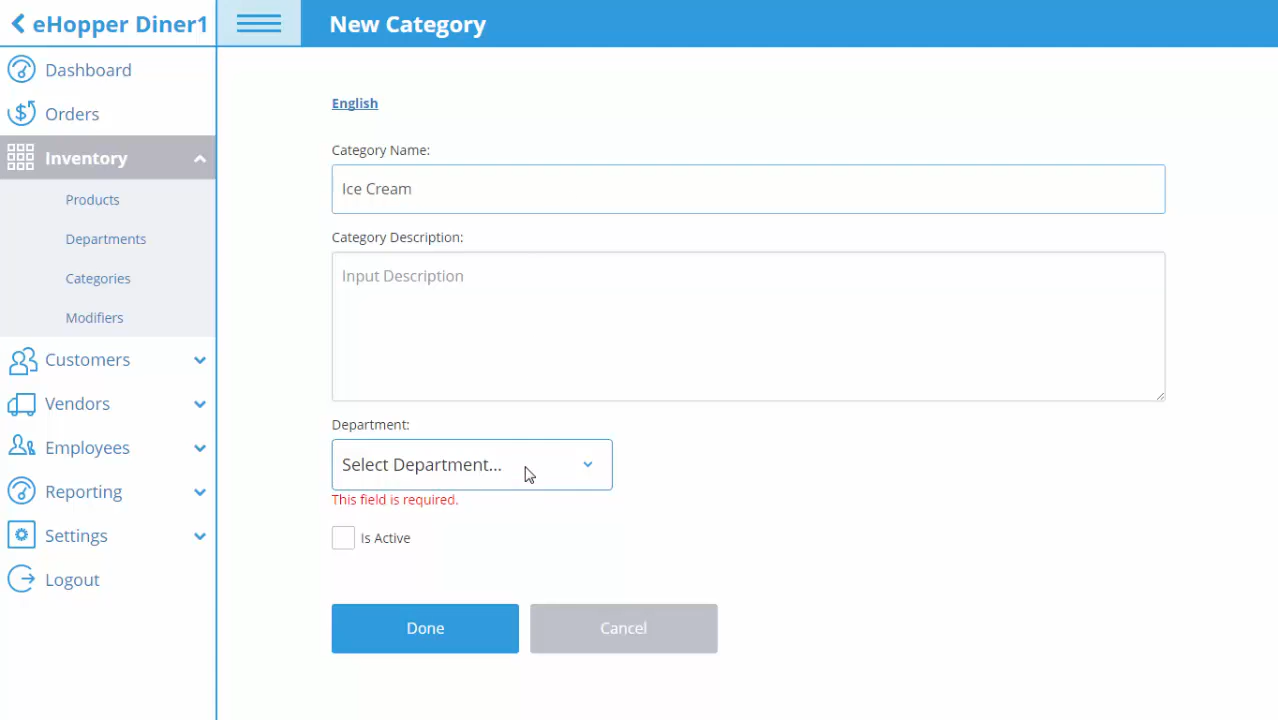 eHopper Diner1
New Category
Dashboard
Orders
Inventory
Products
Departments
Categories
Modifiers
Customers
Vendors
Employees
Reporting
Settings
Logout
English
Category Name:
Ice Cream
Category Description:
Input Description
Department:
Select Department...
This field is required.
Is Active
Done
Cancel